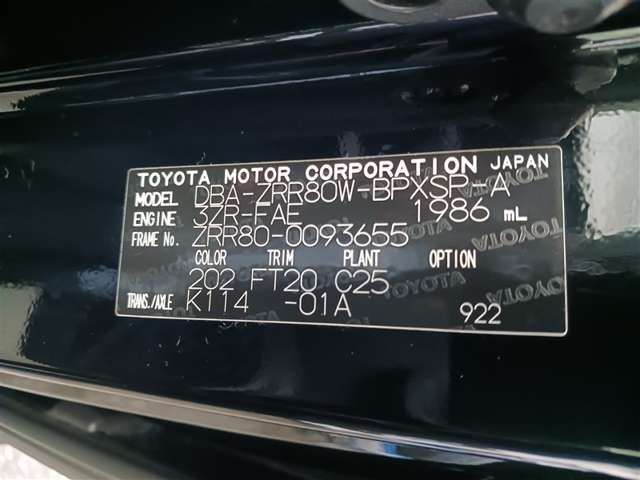 TOYOTA MOTOR CORPORATION JAPAN
MODEL DBA-ZRR80W-BPXSP-A
ENGINE 3ZR-FAE 1986 mL
FRAME No. ZRR80-0093655
COLOR TRIM PLANT OPTION
202 FT20 C25
TRANS./AXLE K114 -01A
922